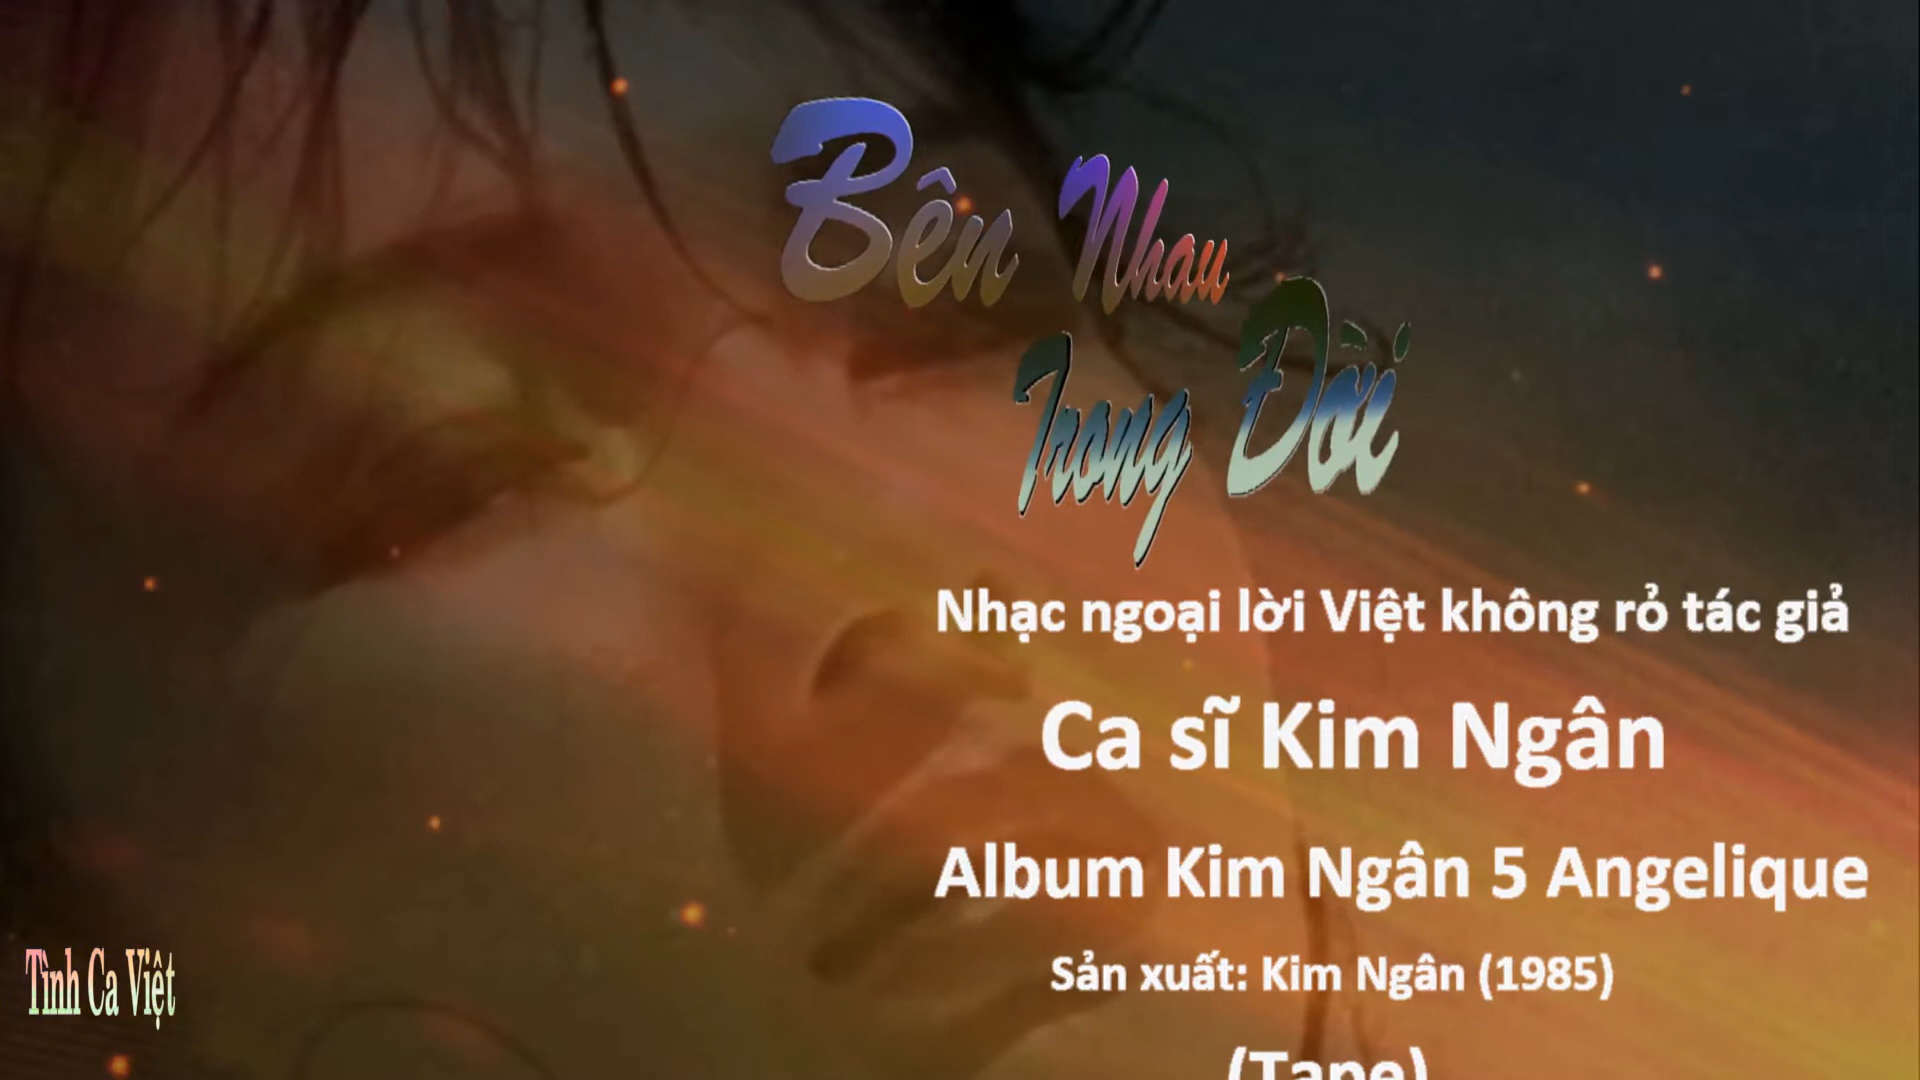 Bên Nhau
Trong Đời
Nhạc ngoại lời Việt không rỏ tác giả
Ca sĩ Kim Ngân
Album Kim Ngân 5 Angelique
Sản xuất: Kim Ngân (1985)
Tình Ca Việt
(Tape)